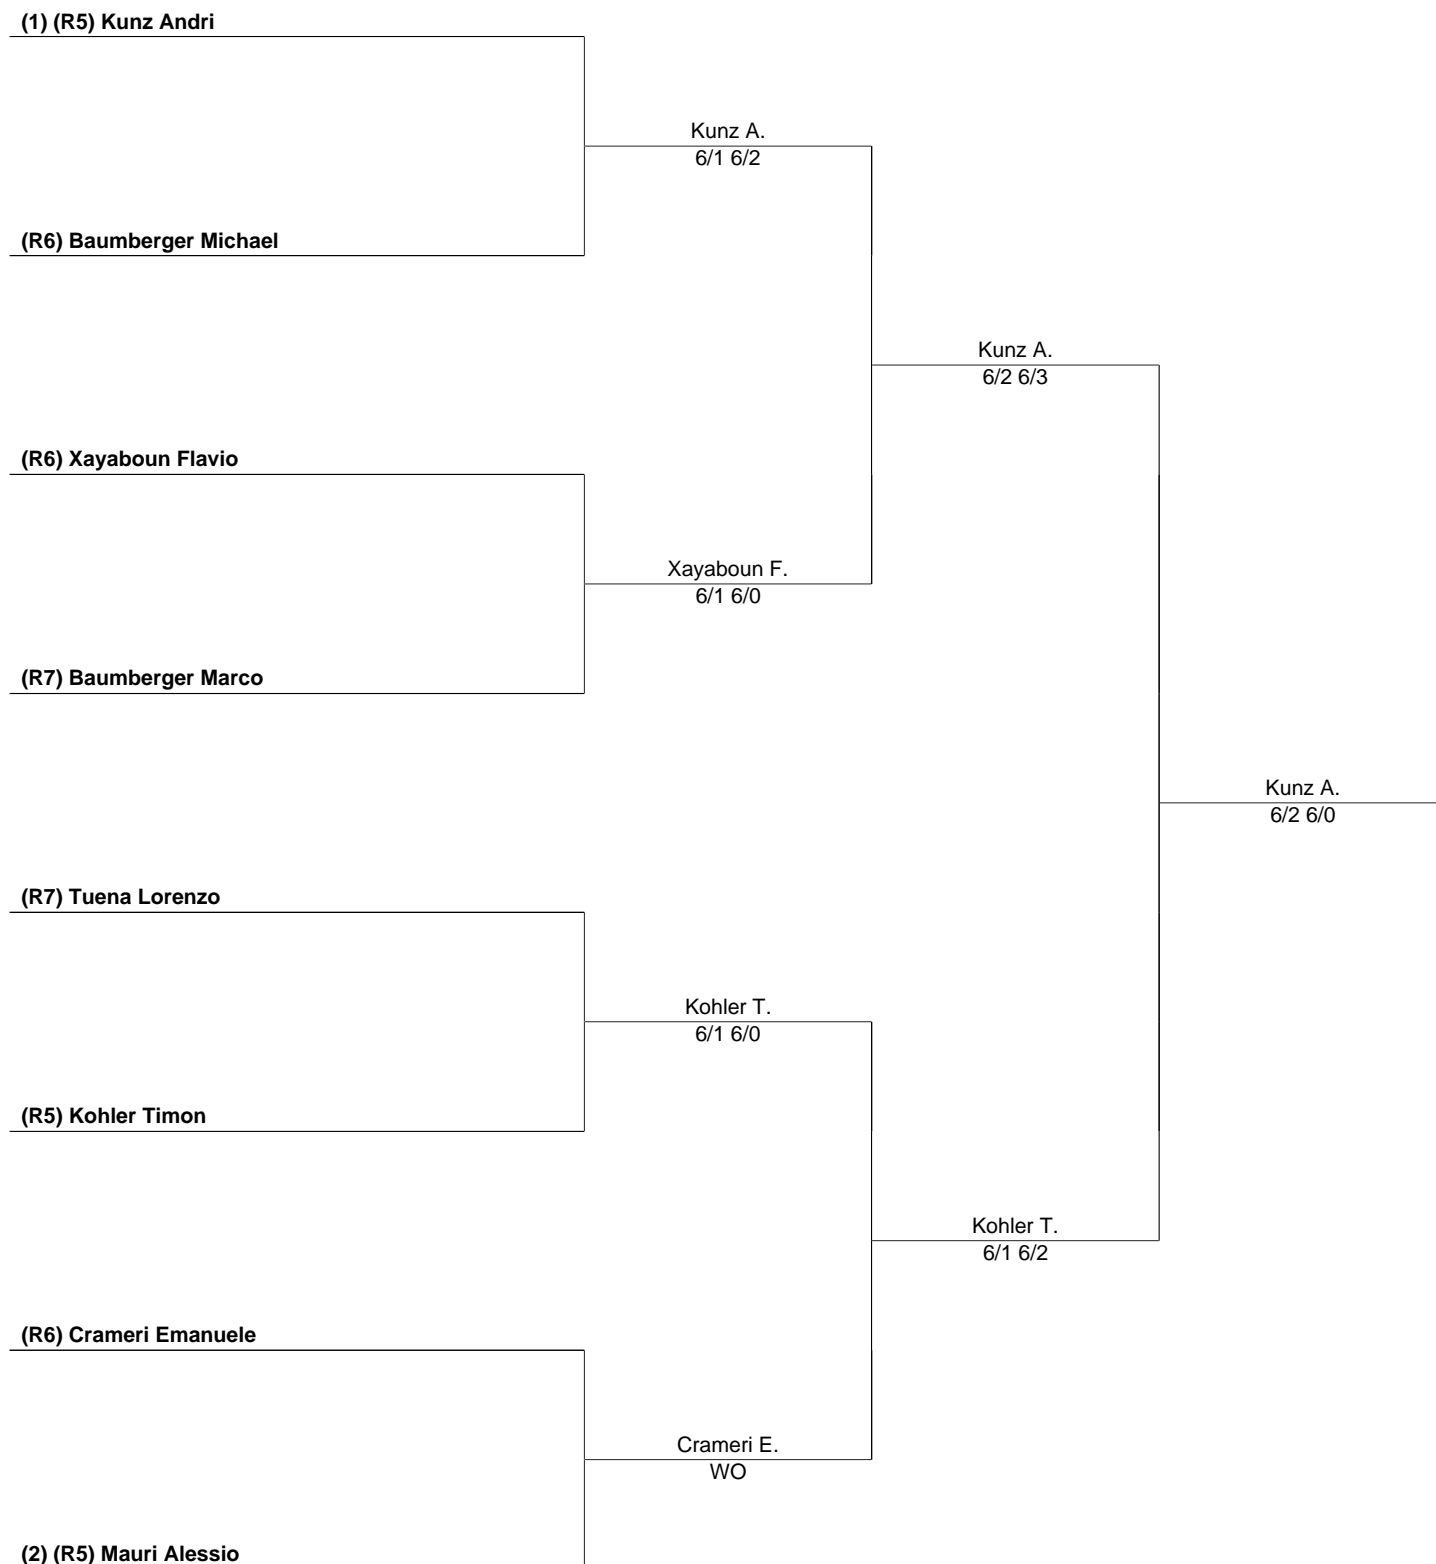 (1) (R5) Kunz Andri
Kunz A.
6/1 6/2
(R6) Baumberger Michael
Kunz A.
6/2 6/3
(R6) Xayaboun Flavio
Xayaboun F.
6/1 6/0
(R7) Baumberger Marco
Kunz A.
6/2 6/0
(R7) Tuena Lorenzo
Kohler T.
6/1 6/0
(R5) Kohler Timon
Kohler T.
6/1 6/2
(R6) Crameri Emanuele
Crameri E.
WO
(2) (R5) Mauri Alessio